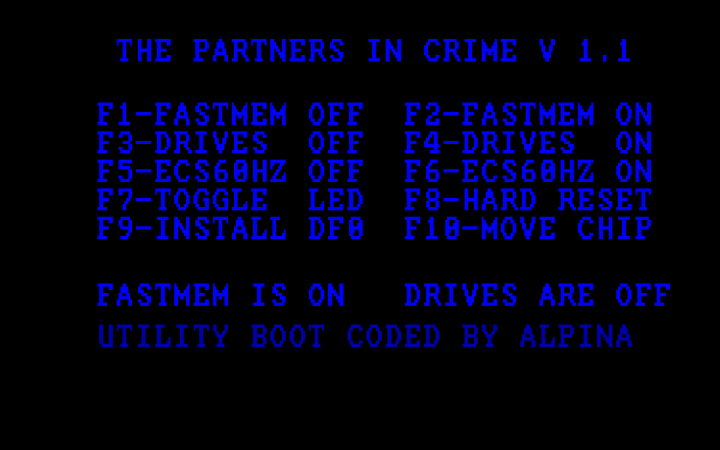 THE PARTNERS IN CRIME V 1.1
F1-FASTMEM OFF  F2-FASTMEM ON
F3-DRIVES  OFF  F4-DRIVES  ON
F5-ECS60HZ OFF  F6-ECS60HZ ON
F7-TOGGLE  LED  F8-HARD RESET
F9-INSTALL DF0  F10-MOVE CHIP
FASTMEM IS ON   DRIVES ARE OFF
UTILITY BOOT CODED BY ALPINA